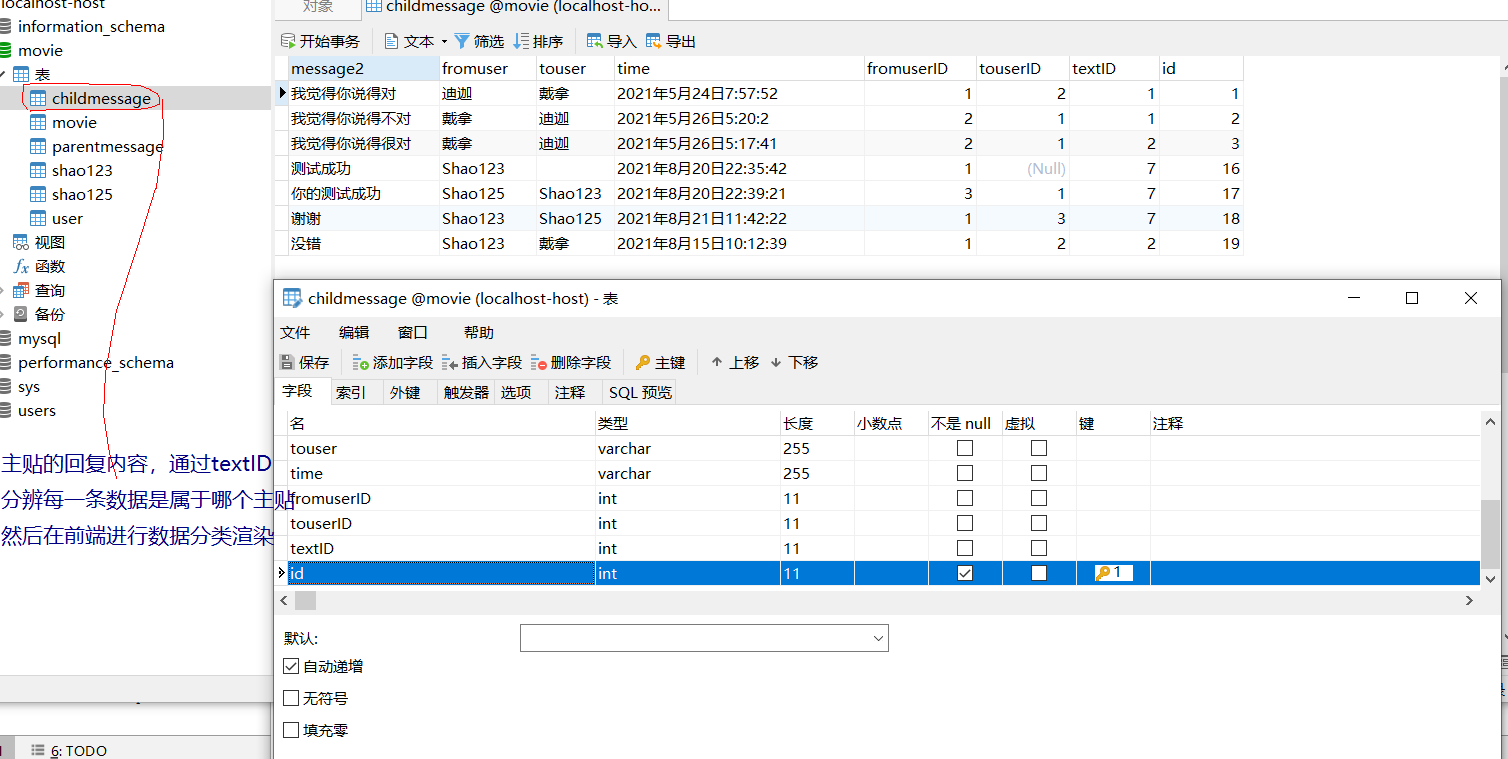 localhost-host
对象
childmessage @movie (localhost-ho...
information_schema
movie
表
childmessage
movie
parentmessage
shao123
shao125
user
视图
fx 函数
查询
备份
mysql
performance_schema
sys
users
主贴的回复内容，通过textID
分辨每一条数据是属于哪个主贴
然后在前端进行数据分类渲染
6: TODO
开始事务 文本 筛选 排序 导入 导出
message2 fromuser touser time fromuserID touserID textID id
我觉得你说得对 迪迦 戴拿 2021年5月24日7:57:52 1 2 1 1
我觉得你说得不对 戴拿 迪迦 2021年5月26日5:20:2 2 1 1 2
我觉得你说得很对 戴拿 迪迦 2021年5月26日5:17:41 2 1 2 3
测试成功 Shao123 2021年8月20日22:35:42 1 (Null) 7 16
你的测试成功 Shao125 Shao123 2021年8月20日22:39:21 3 1 7 17
谢谢 Shao123 Shao125 2021年8月21日11:42:22 1 3 7 18
没错 Shao123 戴拿 2021年8月15日10:12:39 1 2 2 19
childmessage @movie (localhost-host) - 表
文件 编辑 窗口 帮助
保存 添加字段 插入字段 删除字段 主键 上移 下移
字段 索引 外键 触发器 选项 注释 SQL 预览
名 类型 长度 小数点 不是 null 虚拟 键 注释
touser varchar 255
time varchar 255
fromuserID int 11
touserID int 11
textID int 11
id int 11 1
默认:
自动递增
无符号
填充零